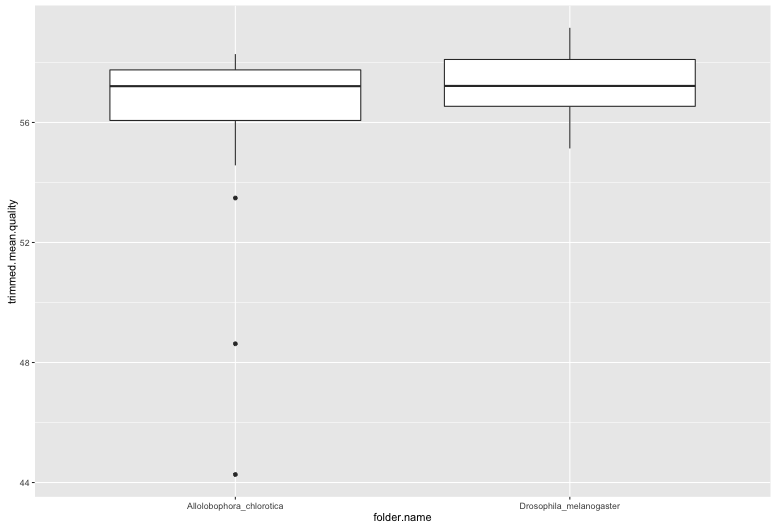 trimmed.mean.quality
56
52
48
44
Allolobophora_chlorotica
Drosophila_melanogaster
folder.name